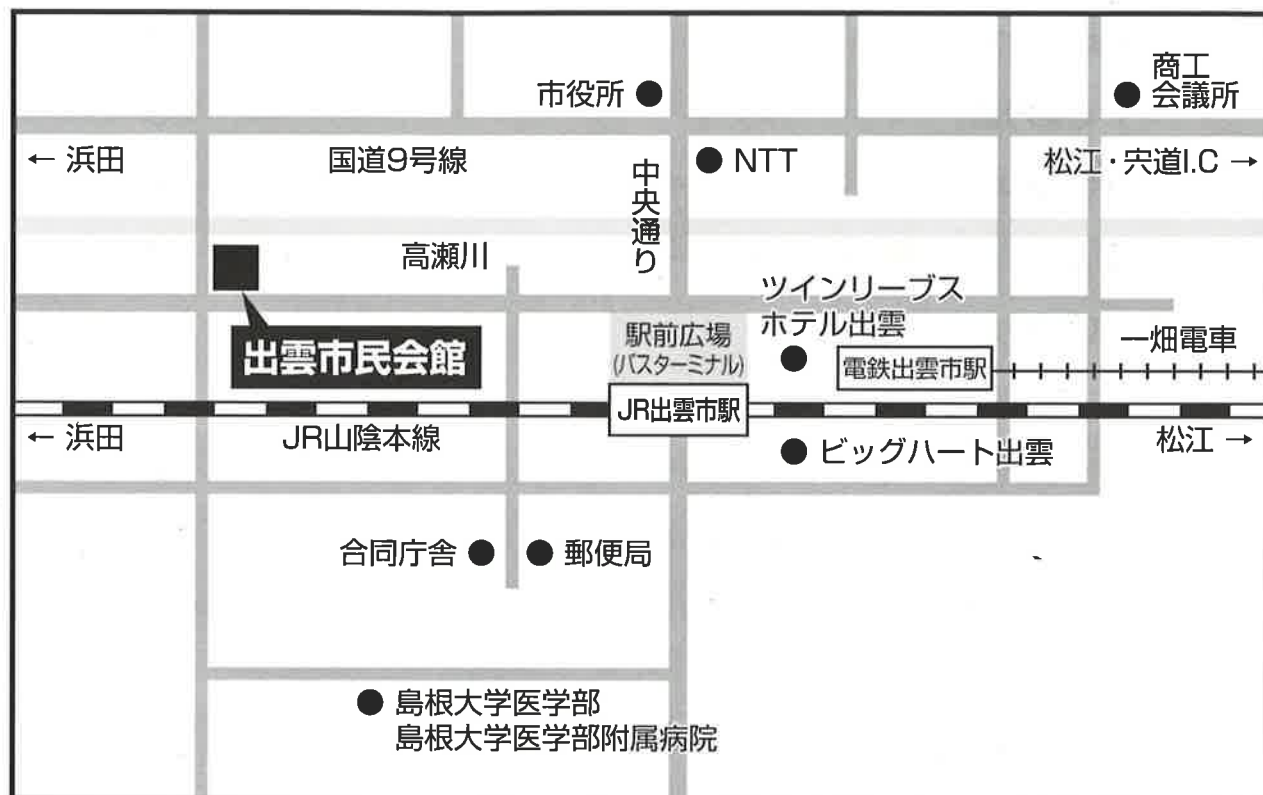 市役所
商工
会議所
← 浜田
国道9号線
中央通り
NTT
松江・宍道I.C →
高瀬川
ツインリーブス
ホテル出雲
出雲市民会館
駅前広場
(バスターミナル)
電鉄出雲市駅
一畑電車
JR出雲市駅
← 浜田
JR山陰本線
松江 →
ビッグハート出雲
合同庁舎
郵便局
島根大学医学部
島根大学医学部附属病院